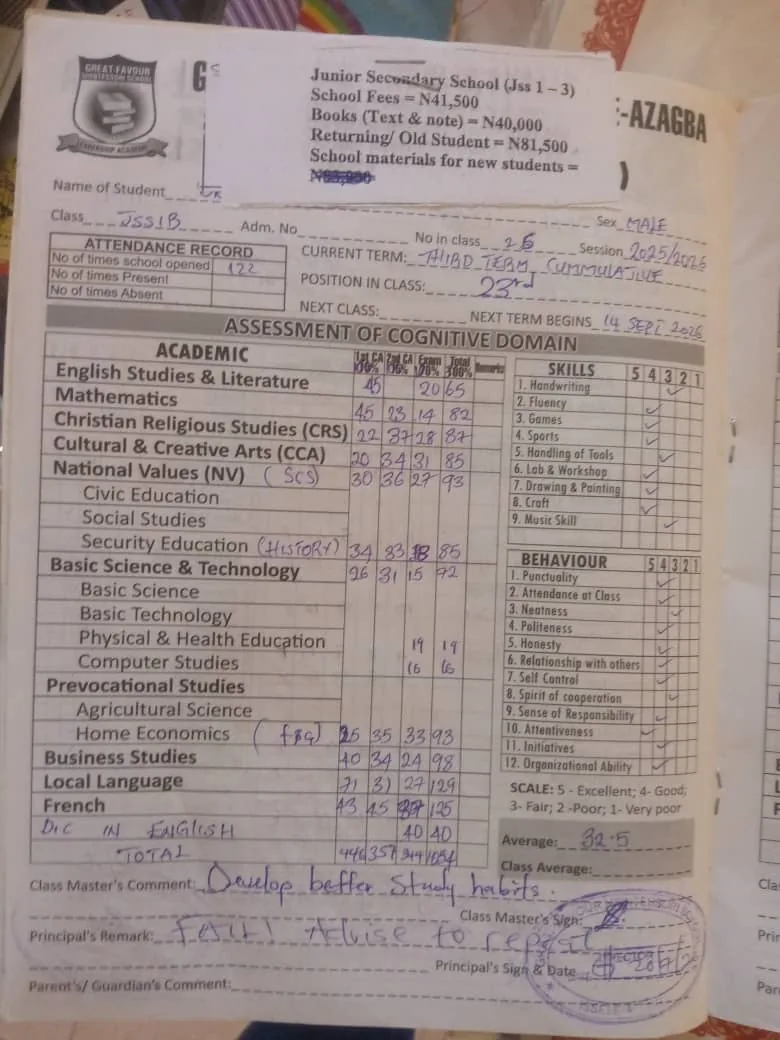 GREAT-FAVOUR
MONTESSORI SCHOOL
LEADERSHIP ACADEMY
G
E-AZAGBA
)
Junior Secondary School (Jss 1 – 3)
School Fees = N41,500
Books (Text & note) = N40,000
Returning/ Old Student = N81,500
School materials for new students =
Name of Student
Sex MALE
Class JSS1B Adm. No No in class 26 Session 2025/2026
ATTENDANCE RECORD
No of times school opened 122
No of times Present
No of times Absent
CURRENT TERM: THIRD TERM CUMMULATIVE
POSITION IN CLASS: 23rd
NEXT CLASS: NEXT TERM BEGINS 14 SEPT 2026
ASSESSMENT OF COGNITIVE DOMAIN
ACADEMIC 1st CA 2nd CA Exam Total 300% Remarks
English Studies & Literature 45 20 65
Mathematics 45 23 14 82
Christian Religious Studies (CRS) 22 37 28 87
Cultural & Creative Arts (CCA) 20 34 31 85
National Values (NV) (SCS) 30 36 27 93
Civic Education
Social Studies
Security Education (HISTORY) 34 33 18 85
Basic Science & Technology 26 31 15 72
Basic Science
Basic Technology
Physical & Health Education 19 19
Computer Studies 16 16
Prevocational Studies
Agricultural Science
Home Economics 25 35 33 93
Business Studies 40 34 24 98
Local Language 71 31 27 129
French 43 45 37 125
DIC IN ENGLISH 40 40
TOTAL 446 357
SKILLS 5 4 3 2 1
1. Handwriting
2. Fluency
3. Games
4. Sports
5. Handling of Tools
6. Lab & Workshop
7. Drawing & Painting
8. Craft
9. Music Skill
BEHAVIOUR 5 4 3 2 1
1. Punctuality
2. Attendance at Class
3. Neatness
4. Politeness
5. Honesty
6. Relationship with others
7. Self Control
8. Spirit of cooperation
9. Sense of Responsibility
10. Attentiveness
11. Initiatives
12. Organizational Ability
SCALE: 5 - Excellent; 4- Good;
3- Fair; 2 -Poor; 1- Very poor
Average: 32.5
Class Average:
Class Master's Comment: Develop better Study habits.
Class Master's Sign:
Principal's Remark: Advise to repeat
Principal's Sign & Date
Parent's/ Guardian's Comment: